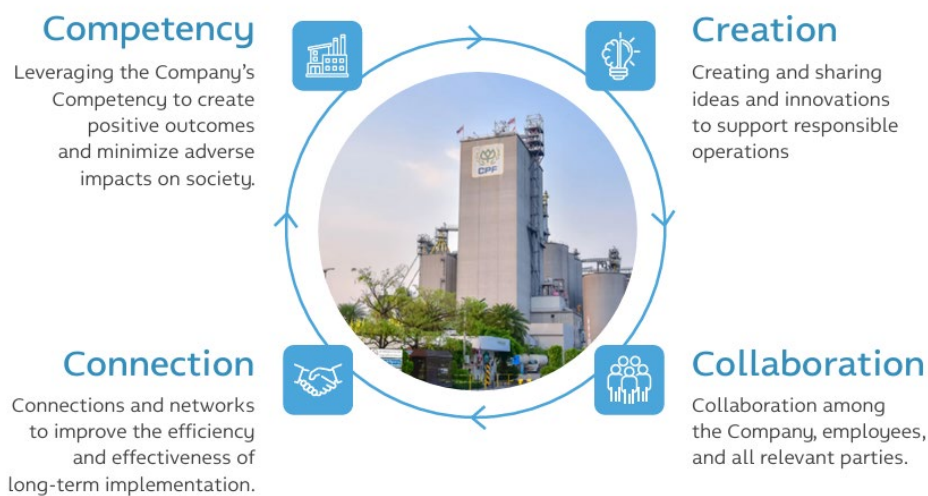 Competency
Leveraging the Company's
Competency to create
positive outcomes
and minimize adverse
impacts on society.
Creation
Creating and sharing
ideas and innovations
to support responsible
operations
CPF
Connection
Connections and networks
to improve the efficiency
and effectiveness of
long-term implementation.
Collaboration
Collaboration among
the Company, employees,
and all relevant parties.